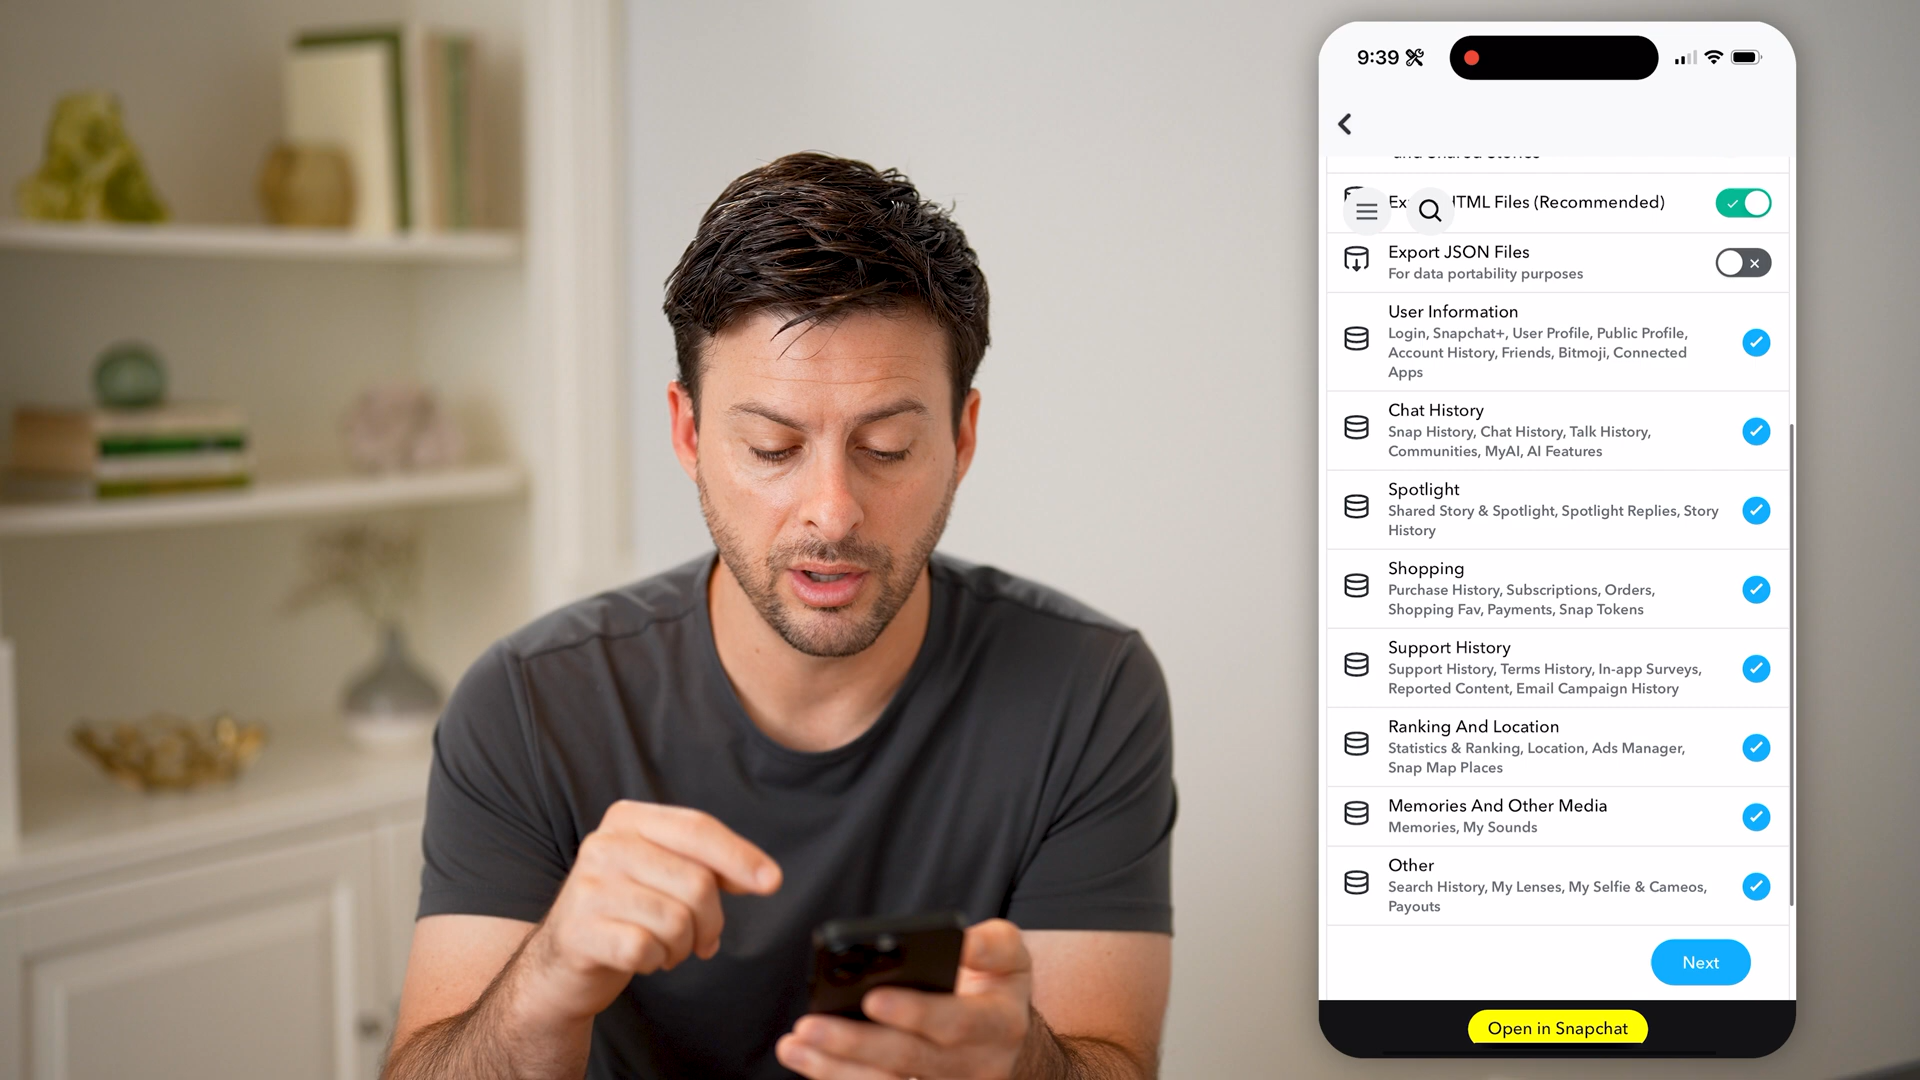 9:39
Ex
TML Files (Recommended)
Export JSON Files
For data portability purposes
User Information
Login, Snapchat+, User Profile, Public Profile,
Account History, Friends, Bitmoji, Connected
Apps
Chat History
Snap History, Chat History, Talk History,
Communities, MyAI, AI Features
Spotlight
Shared Story & Spotlight, Spotlight Replies, Story
History
Shopping
Purchase History, Subscriptions, Orders,
Shopping Fav, Payments, Snap Tokens
Support History
Support History, Terms History, In-app Surveys,
Reported Content, Email Campaign History
Ranking And Location
Statistics & Ranking, Location, Ads Manager,
Snap Map Places
Memories And Other Media
Memories, My Sounds
Other
Search History, My Lenses, My Selfie & Cameos,
Payouts
Next
Open in Snapchat